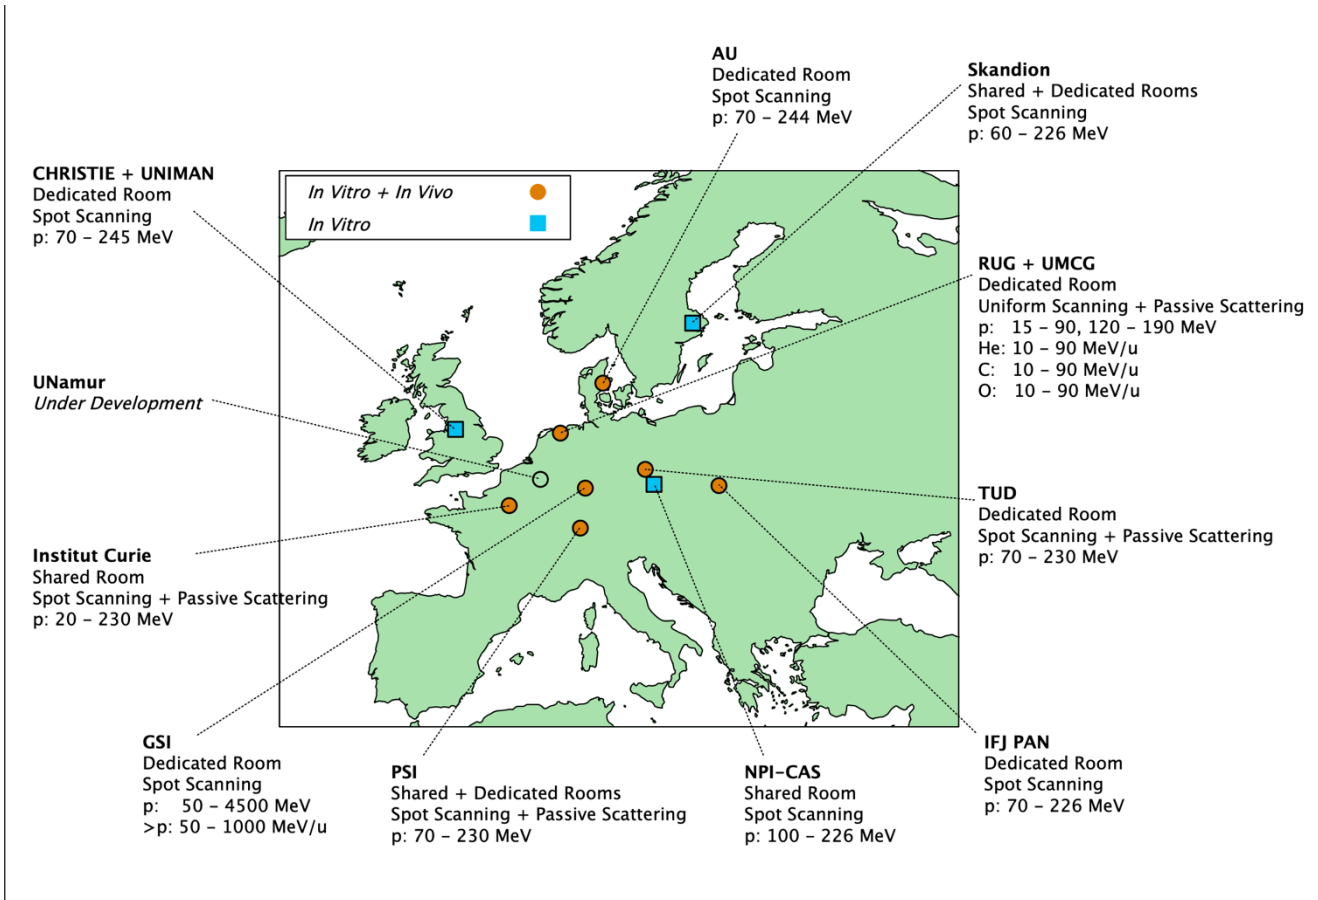 AU
Dedicated Room
Spot Scanning
p: 70 – 244 MeV
Skandion
Shared + Dedicated Rooms
Spot Scanning
p: 60 – 226 MeV
CHRISTIE + UNIMAN
Dedicated Room
Spot Scanning
p: 70 – 245 MeV
In Vitro + In Vivo
In Vitro
RUG + UMCG
Dedicated Room
Uniform Scanning + Passive Scattering
p: 15 – 90, 120 – 190 MeV
He: 10 – 90 MeV/u
C: 10 – 90 MeV/u
O: 10 – 90 MeV/u
UNamur
Under Development
TUD
Dedicated Room
Spot Scanning + Passive Scattering
p: 70 – 230 MeV
Institut Curie
Shared Room
Spot Scanning + Passive Scattering
p: 20 – 230 MeV
GSI
Dedicated Room
Spot Scanning
p: 50 – 4500 MeV
>p: 50 – 1000 MeV/u
PSI
Shared + Dedicated Rooms
Spot Scanning + Passive Scattering
p: 70 – 230 MeV
NPI–CAS
Shared Room
Spot Scanning
p: 100 – 226 MeV
IFJ PAN
Dedicated Room
Spot Scanning
p: 70 – 226 MeV